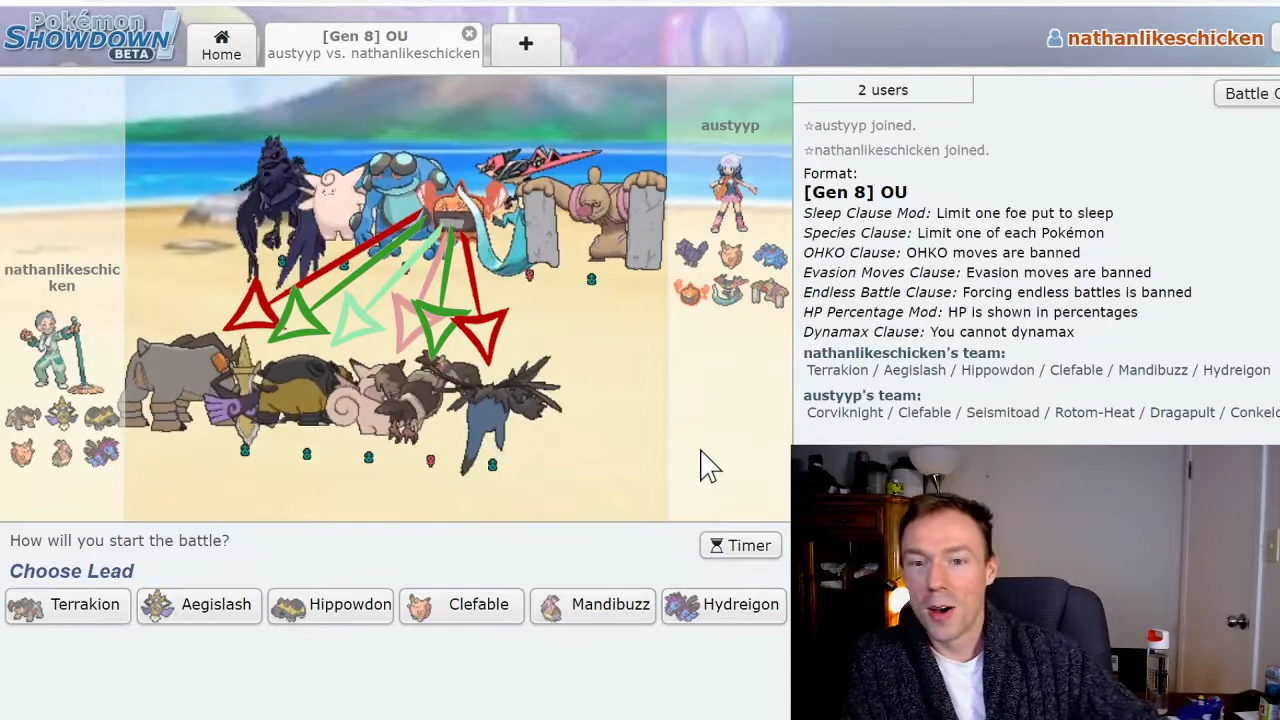 Pokémon
SHOWDOWN!
BETA
Home
[Gen 8] OU
austyyp vs. nathanlikeschicken
+
nathanlikeschicken
nathanlikeschic
ken
austyyp
2 users
Battle
☆austyyp joined.
☆nathanlikeschicken joined.
Format:
[Gen 8] OU
Sleep Clause Mod: Limit one foe put to sleep
Species Clause: Limit one of each Pokémon
OHKO Clause: OHKO moves are banned
Evasion Moves Clause: Evasion moves are banned
Endless Battle Clause: Forcing endless battles is banned
HP Percentage Mod: HP is shown in percentages
Dynamax Clause: You cannot dynamax
nathanlikeschicken's team:
Terrakion / Aegislash / Hippowdon / Clefable / Mandibuzz / Hydreigon
austyyp's team:
Corviknight / Clefable / Seismitoad / Rotom-Heat / Dragapult / Conkeld
How will you start the battle?
Timer
Choose Lead
Terrakion
Aegislash
Hippowdon
Clefable
Mandibuzz
Hydreigon